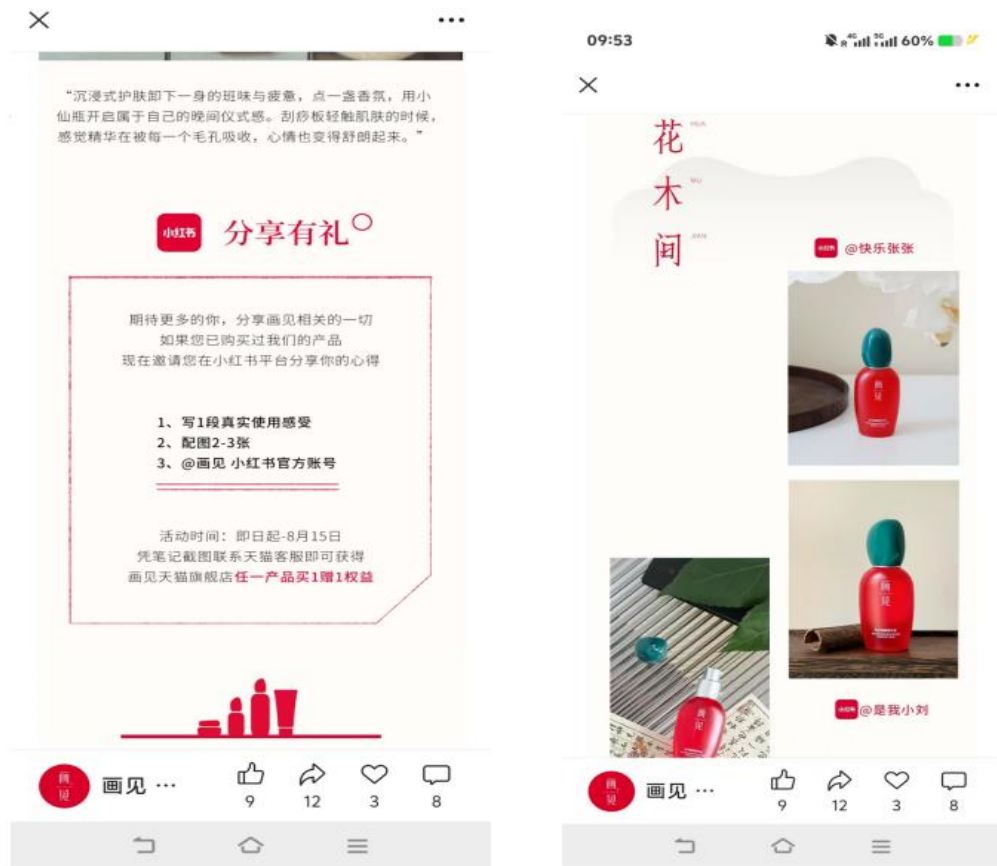 “沉浸式护肤卸下一身的班味与疲惫，点一盏香氛，用小
仙瓶开启属于自己的晚间仪式感。刮痧板轻触肌肤的时候，
感觉精华在被每一个毛孔吸收，心情也变得舒朗起来。”
小红书 分享有礼
期待更多的你，分享画见相关的一切
如果您已购买过我们的产品
现在邀请您在小红书平台分享你的心得
1、写1段真实使用感受
2、配图2-3张
3、@画见 小红书官方账号
活动时间：即日起-8月15日
凭笔记截图联系天猫客服即可获得
画见天猫旗舰店任一产品买1赠1权益
画见
画见 ···
9 12 3 8
09:53
4G 5G 60%
花 HUA
木 MU
间 JIAN
小红书 @快乐张张
画见
画见
小红书 @是我小刘
画见
画见
画见 ···
9 12 3 8